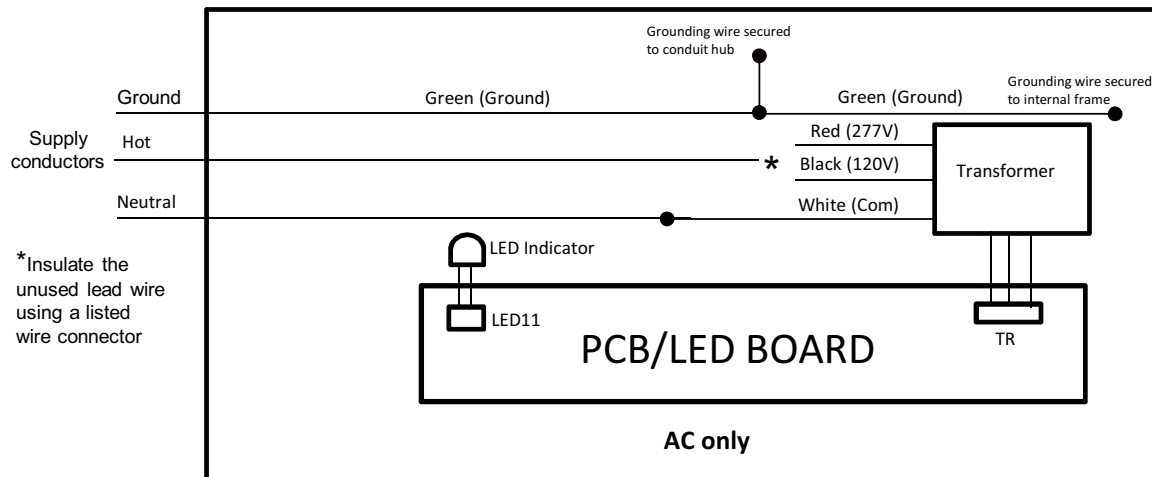 Grounding wire secured
to conduit hub
Grounding wire secured
to internal frame
Ground
Green (Ground)
Green (Ground)
Supply
conductors
Hot
*
Red (277V)
Black (120V)
Transformer
Neutral
White (Com)
*Insulate the
unused lead wire
using a listed
wire connector
LED Indicator
LED11
TR
PCB/LED BOARD
AC only